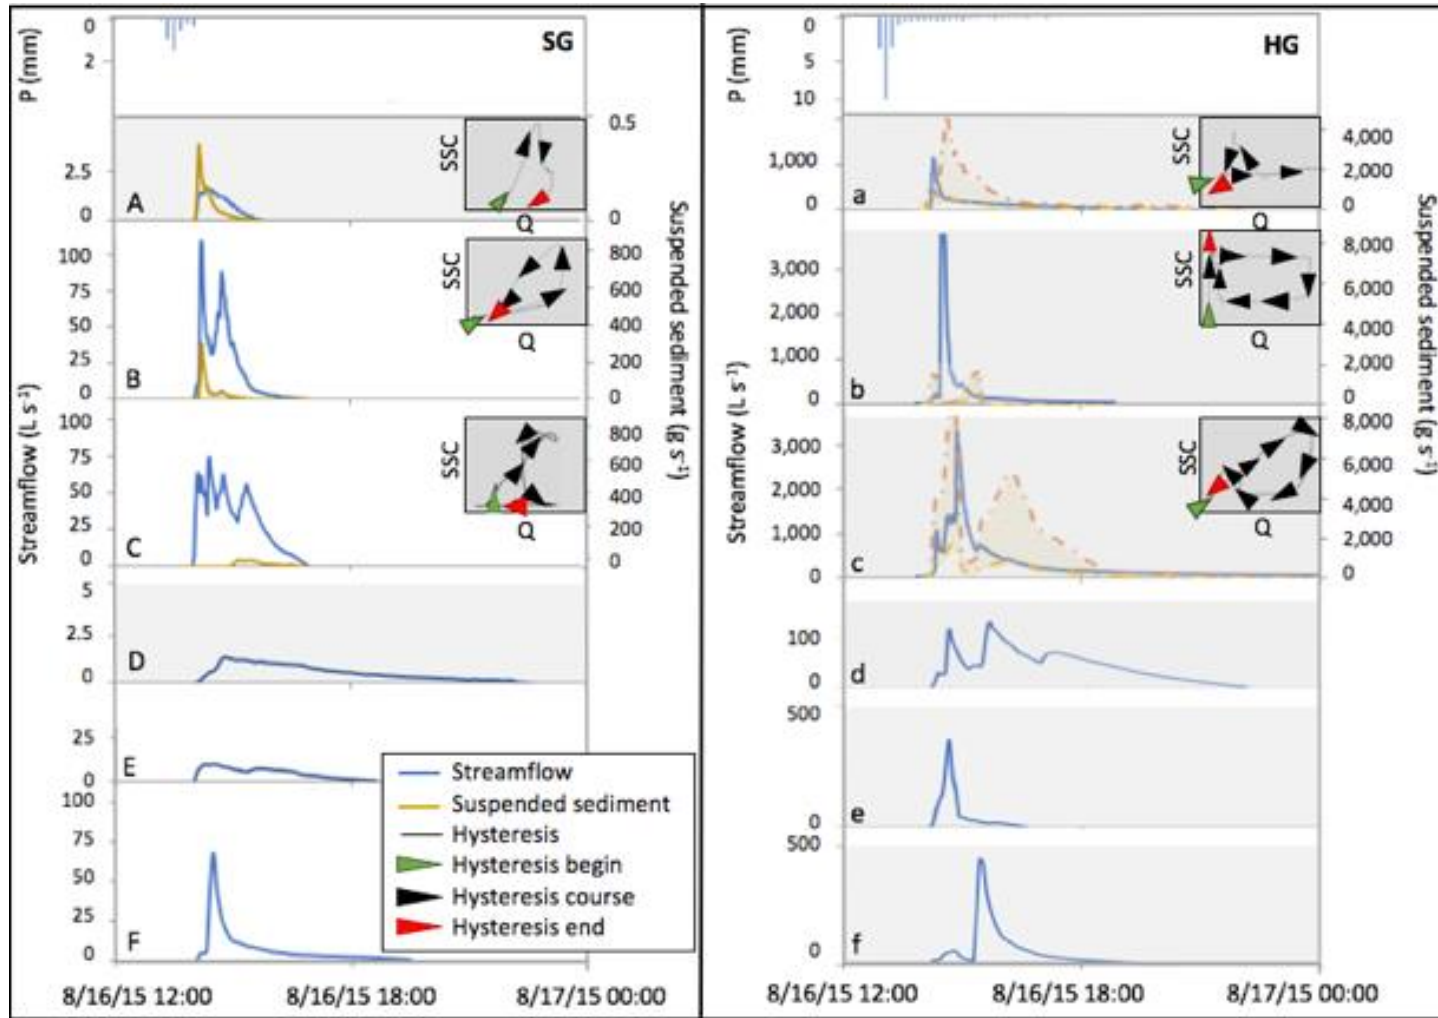 SG
P (mm)
0
2
SSC
Q
0.5
0
2.5
0
A
100
75
50
25
0
B
SSC
Q
800
600
400
200
0
100
75
50
25
0
C
SSC
Q
800
600
400
200
0
Streamflow (L s⁻¹)
Suspended sediment (g s⁻¹)
5
2.5
0
D
25
0
E
100
75
50
25
0
F
Streamflow
Suspended sediment
Hysteresis
Hysteresis begin
Hysteresis course
Hysteresis end
8/16/15 12:00
8/16/15 18:00
8/17/15 00:00
HG
P (mm)
0
5
10
1,000
0
a
SSC
Q
4,000
2,000
0
3,000
2,000
1,000
0
b
SSC
Q
8,000
6,000
4,000
2,000
0
3,000
2,000
1,000
0
c
SSC
Q
8,000
6,000
4,000
2,000
0
Streamflow (L s⁻¹)
Suspended sediment (g s⁻¹)
100
0
d
500
0
e
500
0
f
8/16/15 12:00
8/16/15 18:00
8/17/15 00:00